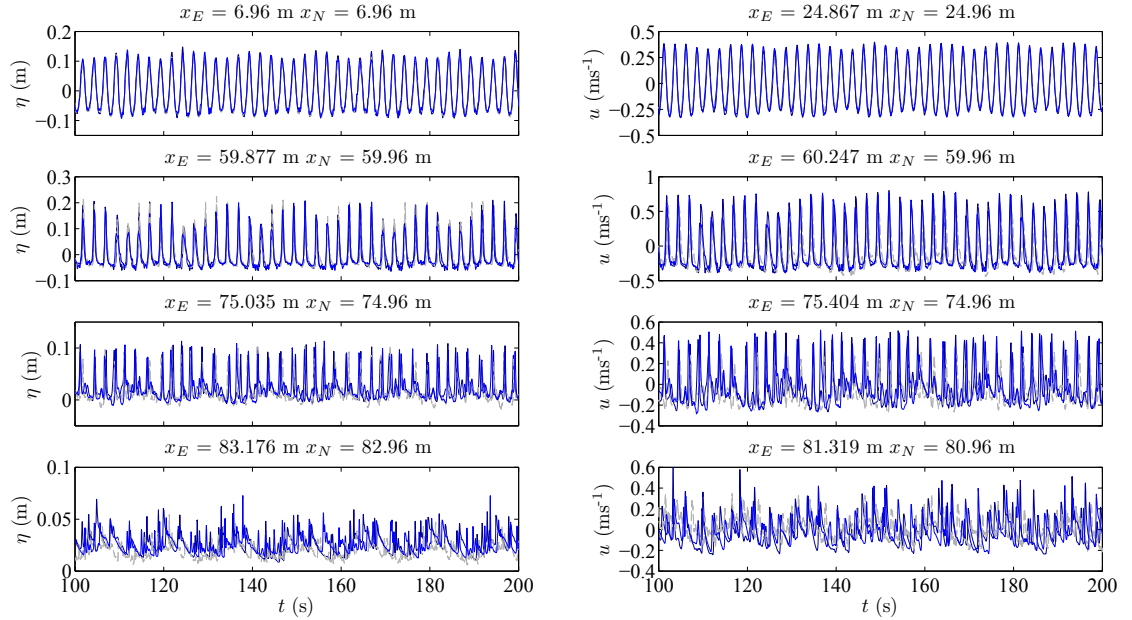 x_E = 6.96 m x_N = 6.96 m
0.2
0.1
0
−0.1
η (m)
x_E = 59.877 m x_N = 59.96 m
0.3
0.2
0.1
0
−0.1
η (m)
x_E = 75.035 m x_N = 74.96 m
0.1
0
η (m)
x_E = 83.176 m x_N = 82.96 m
0.1
0.05
0
η (m)
100 120 140 160 180 200
t (s)
x_E = 24.867 m x_N = 24.96 m
0.5
0.25
0
−0.25
−0.5
u (ms⁻¹)
x_E = 60.247 m x_N = 59.96 m
1
0.5
0
−0.5
u (ms⁻¹)
x_E = 75.404 m x_N = 74.96 m
0.6
0.4
0.2
0
−0.2
−0.4
u (ms⁻¹)
x_E = 81.319 m x_N = 80.96 m
0.6
0.4
0.2
0
−0.2
−0.4
u (ms⁻¹)
100 120 140 160 180 200
t (s)